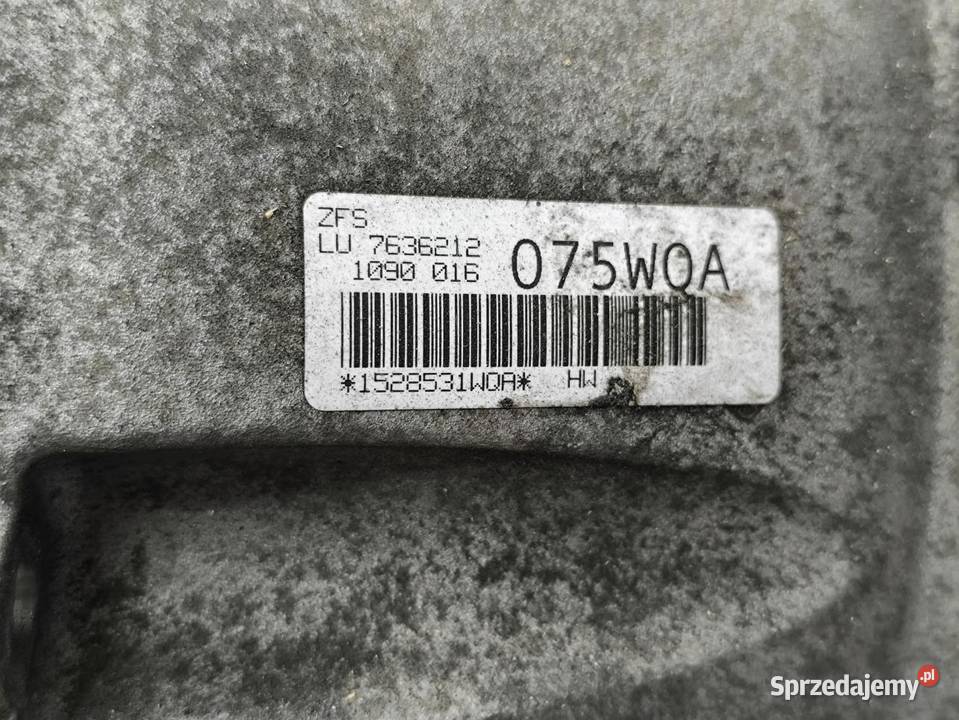 ZFS
LU 7636212
1090 016
075WQA
*1528531WQA* HW
Sprzedajemy.pl